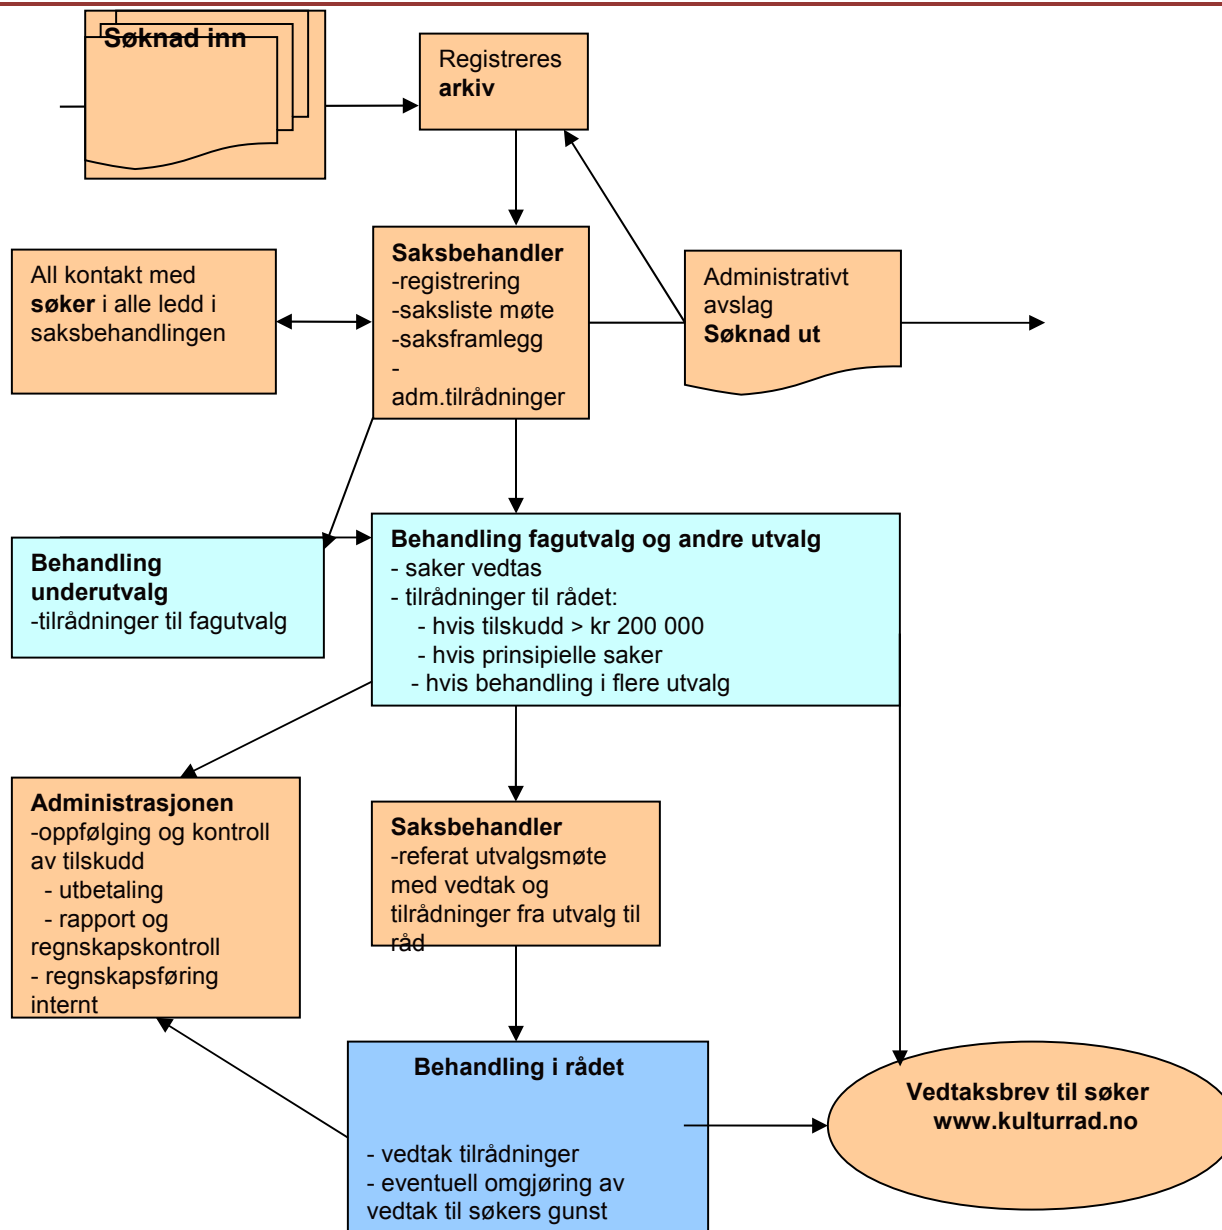 Søknad inn
Registreres
arkiv
All kontakt med
søker i alle ledd i
saksbehandlingen
Saksbehandler
-registrering
-saksliste møte
-saksframlegg
-
adm.tilrådninger
Administrativt
avslag
Søknad ut
Behandling
underutvalg
-tilrådninger til fagutvalg
Behandling fagutvalg og andre utvalg
- saker vedtas
- tilrådninger til rådet:
- hvis tilskudd > kr 200 000
- hvis prinsipielle saker
- hvis behandling i flere utvalg
Administrasjonen
-oppfølging og kontroll
av tilskudd
- utbetaling
- rapport og
regnskapskontroll
- regnskapsføring
internt
Saksbehandler
-referat utvalgsmøte
med vedtak og
tilrådninger fra utvalg til
råd
Behandling i rådet
- vedtak tilrådninger
- eventuell omgjøring av
vedtak til søkers gunst
Vedtaksbrev til søker
www.kulturrad.no